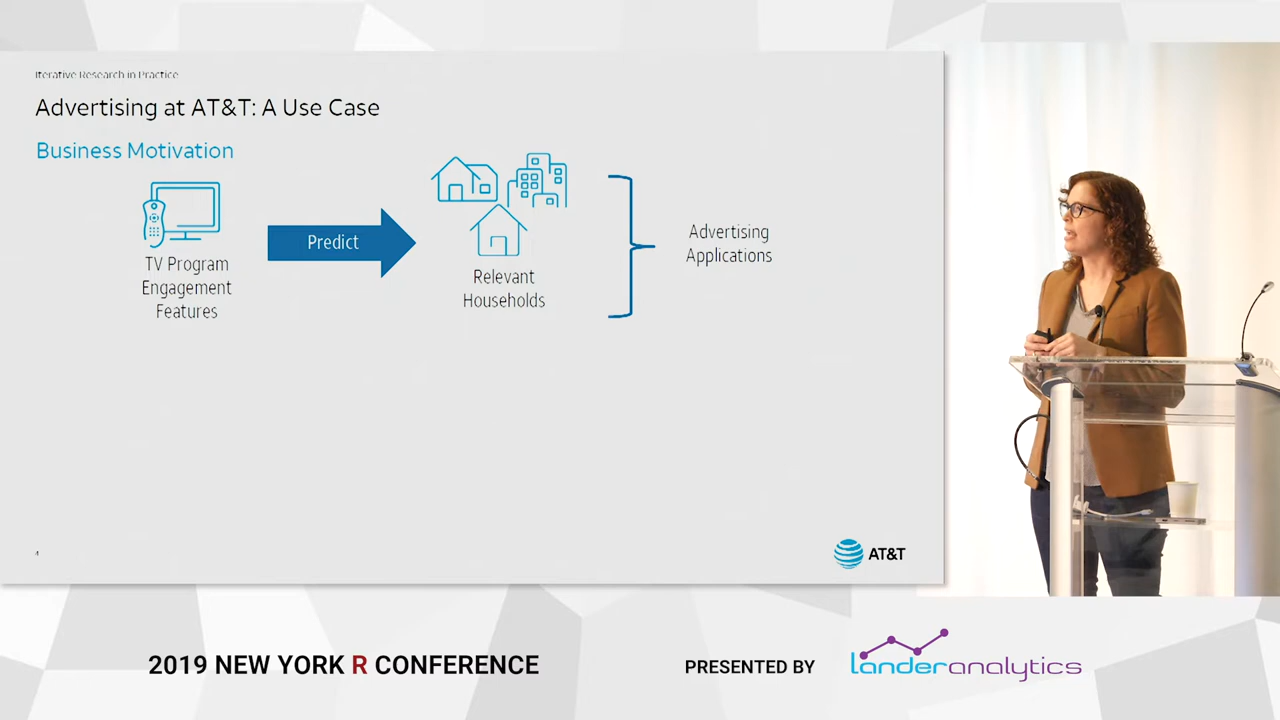 Iterative Research in Practice
Advertising at AT&T: A Use Case
Business Motivation
TV Program
Engagement
Features
Predict
Relevant
Households
Advertising
Applications
4
AT&T
2019 NEW YORK R CONFERENCE
PRESENTED BY
landeranalytics